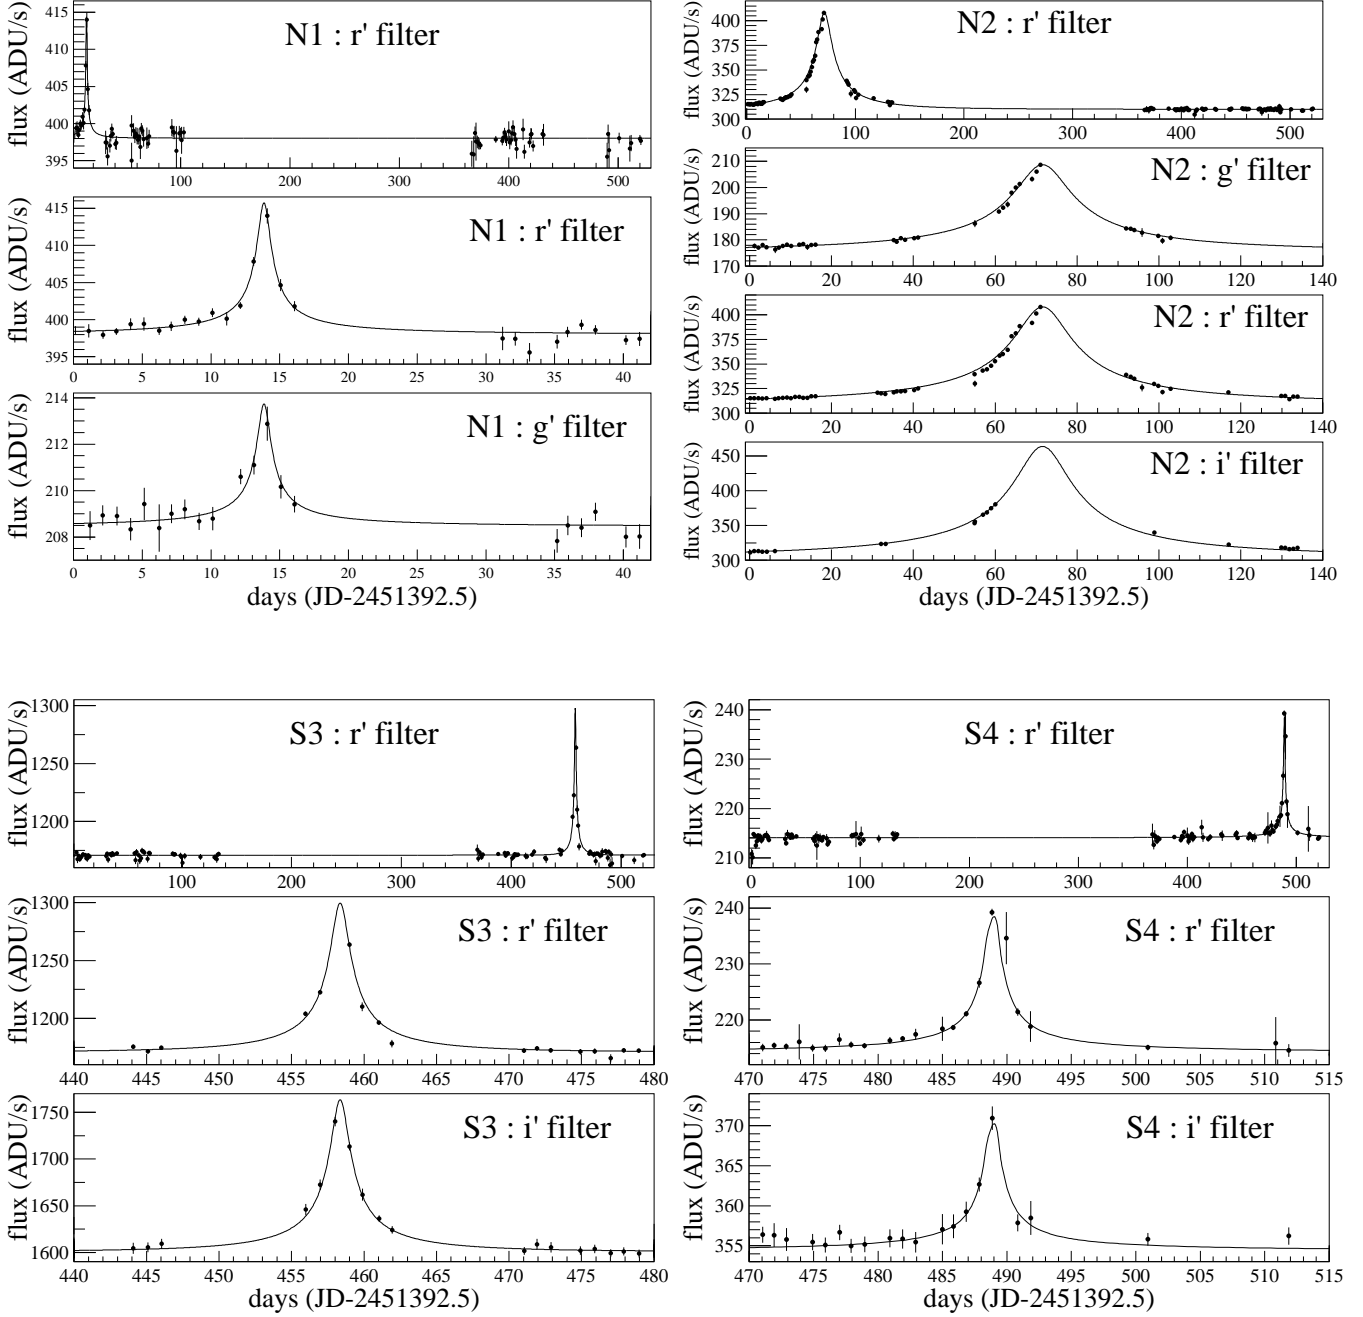 flux (ADU/s)
415
410
405
400
395
N1 : r' filter
100 200 300 400 500
flux (ADU/s)
415
410
405
400
395
N1 : r' filter
0 5 10 15 20 25 30 35 40
flux (ADU/s)
214
212
210
208
N1 : g' filter
0 5 10 15 20 25 30 35 40
days (JD-2451392.5)
flux (ADU/s)
400
375
350
325
300
N2 : r' filter
0 100 200 300 400 500
flux (ADU/s)
210
200
190
180
170
N2 : g' filter
0 20 40 60 80 100 120 140
flux (ADU/s)
400
375
350
325
300
N2 : r' filter
0 20 40 60 80 100 120 140
flux (ADU/s)
450
400
350
300
N2 : i' filter
0 20 40 60 80 100 120 140
days (JD-2451392.5)
flux (ADU/s)
1300
1250
1200
S3 : r' filter
100 200 300 400 500
flux (ADU/s)
1300
1250
1200
S3 : r' filter
440 445 450 455 460 465 470 475 480
flux (ADU/s)
1750
1700
1650
1600
S3 : i' filter
440 445 450 455 460 465 470 475 480
days (JD-2451392.5)
flux (ADU/s)
240
230
220
210
S4 : r' filter
0 100 200 300 400 500
flux (ADU/s)
240
230
220
S4 : r' filter
470 475 480 485 490 495 500 505 510 515
flux (ADU/s)
370
365
360
355
S4 : i' filter
470 475 480 485 490 495 500 505 510 515
days (JD-2451392.5)